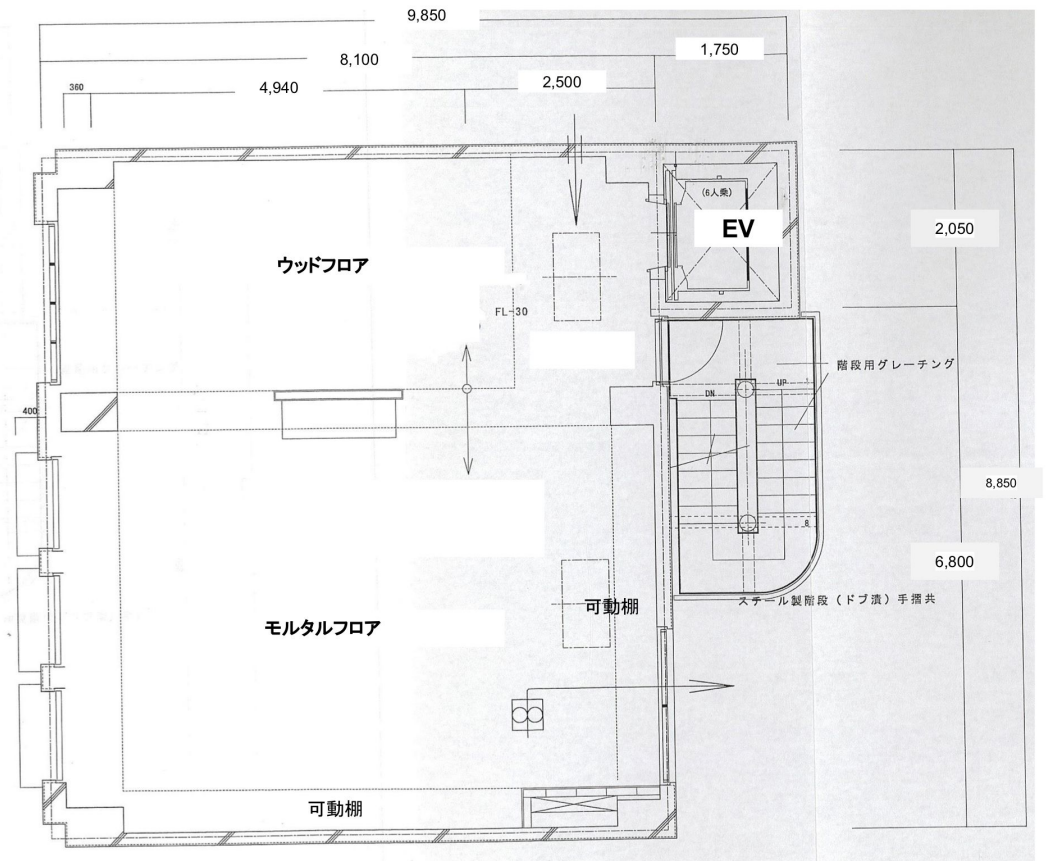 9,850
1,750
8,100
4,940
2,500
360
(6人乗)
EV
2,050
ウッドフロア
FL-30
階段用グレーチング
UP
DN
400
8,850
8
6,800
スチール製階段(ドブ漬)手摺共
可動棚
モルタルフロア
可動棚